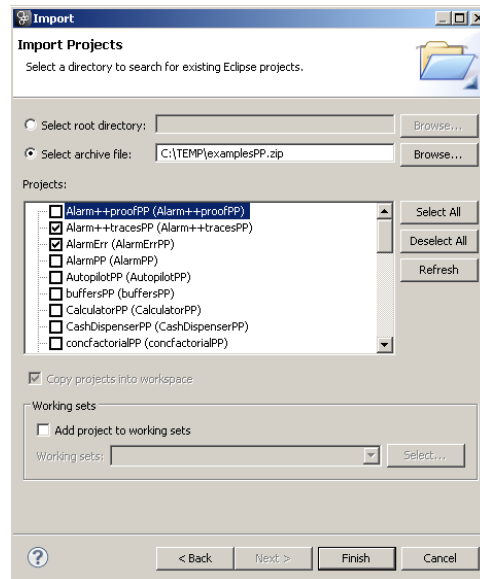 Import
Import Projects
Select a directory to search for existing Eclipse projects.
Select root directory:
Browse...
Select archive file:
C:\TEMP\examplesPP.zip
Browse...
Projects:
Alarm++proofPP (Alarm++proofPP)
Select All
Alarm++tracesPP (Alarm++tracesPP)
AlarmErr (AlarmErrPP)
Deselect All
AlarmPP (AlarmPP)
AutopilotPP (AutopilotPP)
Refresh
buffersPP (buffersPP)
CalculatorPP (CalculatorPP)
CashDispenserPP (CashDispenserPP)
concfactorialPP (concfactorialPP)
Copy projects into workspace
Working sets
Add project to working sets
Working sets:
Select...
?
< Back
Next >
Finish
Cancel